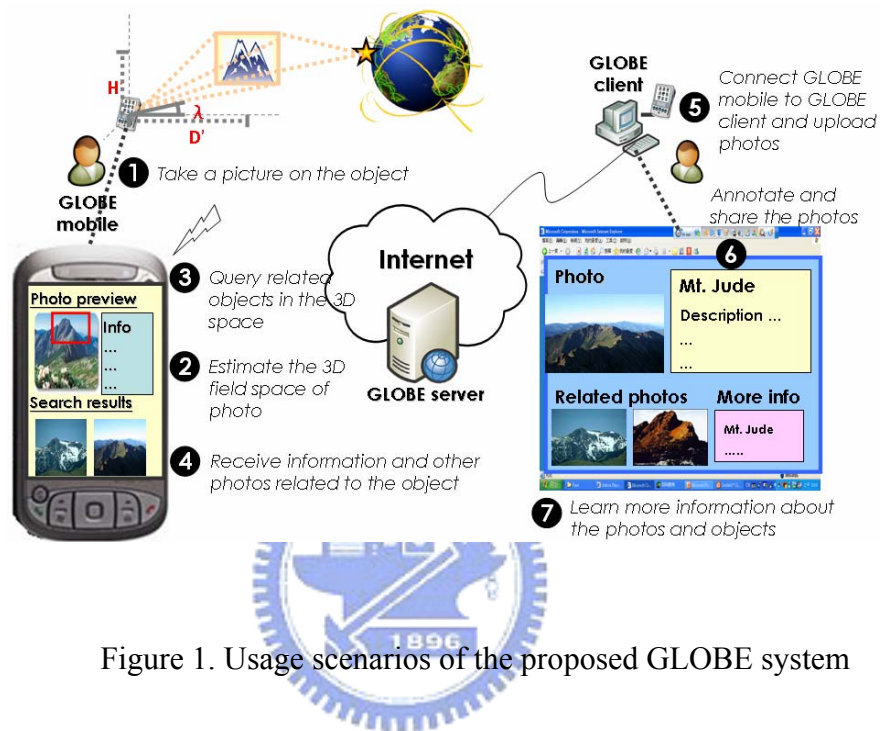 H
λ
D'
GLOBE
mobile
1 Take a picture on the object
3 Query related
objects in the 3D
space
2 Estimate the 3D
field space of
photo
4 Receive information and other
photos related to the object
Photo preview
Info
...
...
...
Search results
Internet
GLOBE server
GLOBE
client
5 Connect GLOBE
mobile to GLOBE
client and upload
photos
Annotate and
share the photos
6
Photo
Mt. Jude
Description ...
...
...
Related photos
More info
Mt. Jude
.....
7 Learn more information about
the photos and objects
1896
Figure 1. Usage scenarios of the proposed GLOBE system